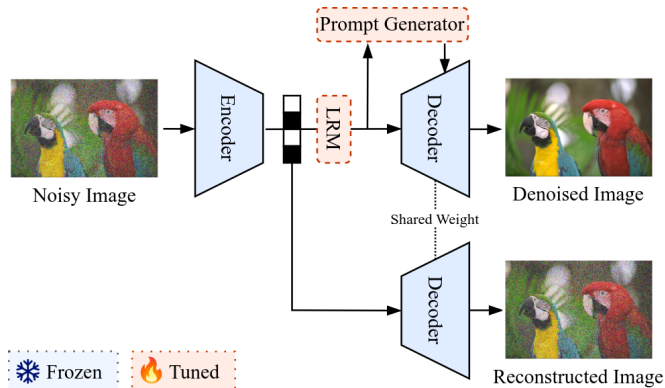 Prompt Generator
Encoder
LRM
Decoder
Noisy Image
Denoised Image
Shared Weight
Decoder
Frozen
Tuned
Reconstructed Image